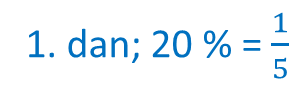 1. dan; 20 % = 1/5